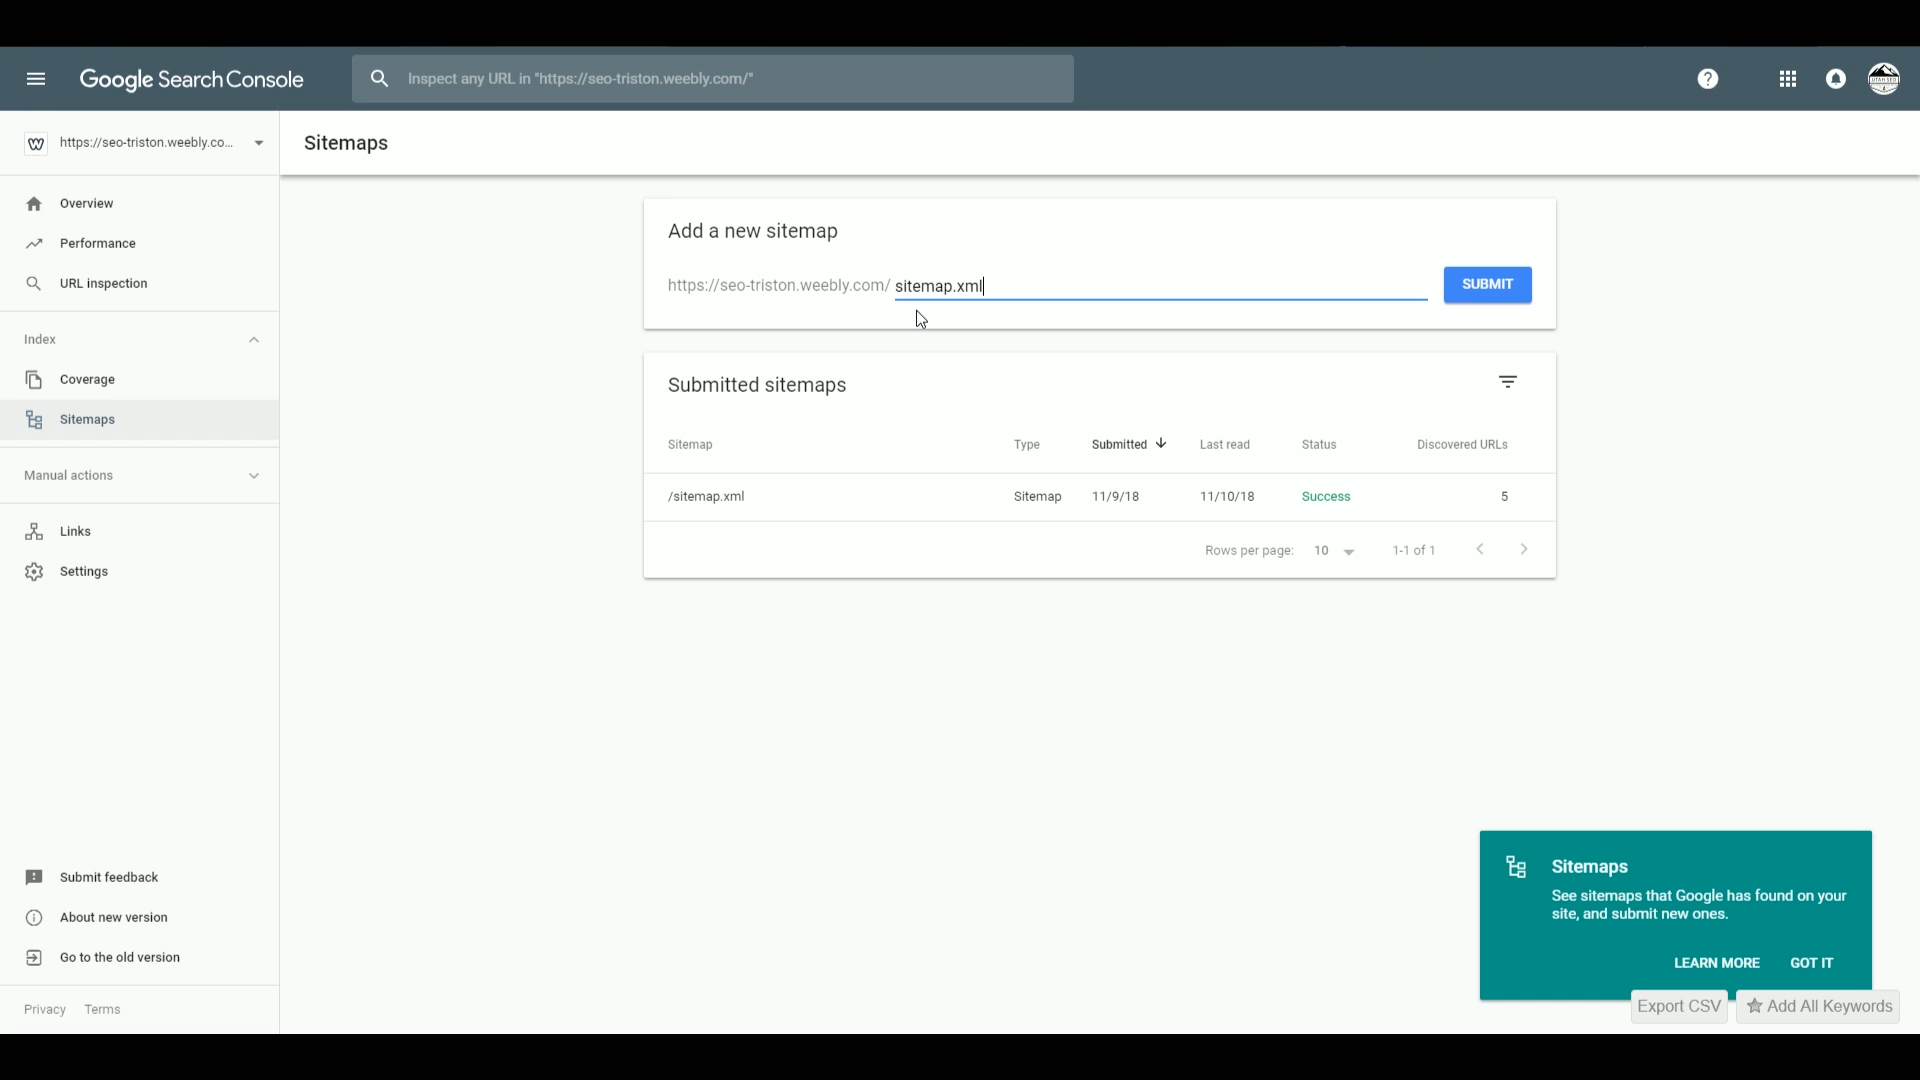 Google Search Console
Inspect any URL in "https://seo-triston.weebly.com/"
https://seo-triston.weebly.co...
Sitemaps
Overview
Performance
URL inspection
Index
Coverage
Sitemaps
Manual actions
Links
Settings
Submit feedback
About new version
Go to the old version
Privacy Terms
Add a new sitemap
https://seo-triston.weebly.com/ sitemap.xml
SUBMIT
Submitted sitemaps
Sitemap Type Submitted Last read Status Discovered URLs
/sitemap.xml Sitemap 11/9/18 11/10/18 Success 5
Rows per page: 10 1-1 of 1
Sitemaps
See sitemaps that Google has found on your
site, and submit new ones.
LEARN MORE GOT IT
Export CSV Add All Keywords